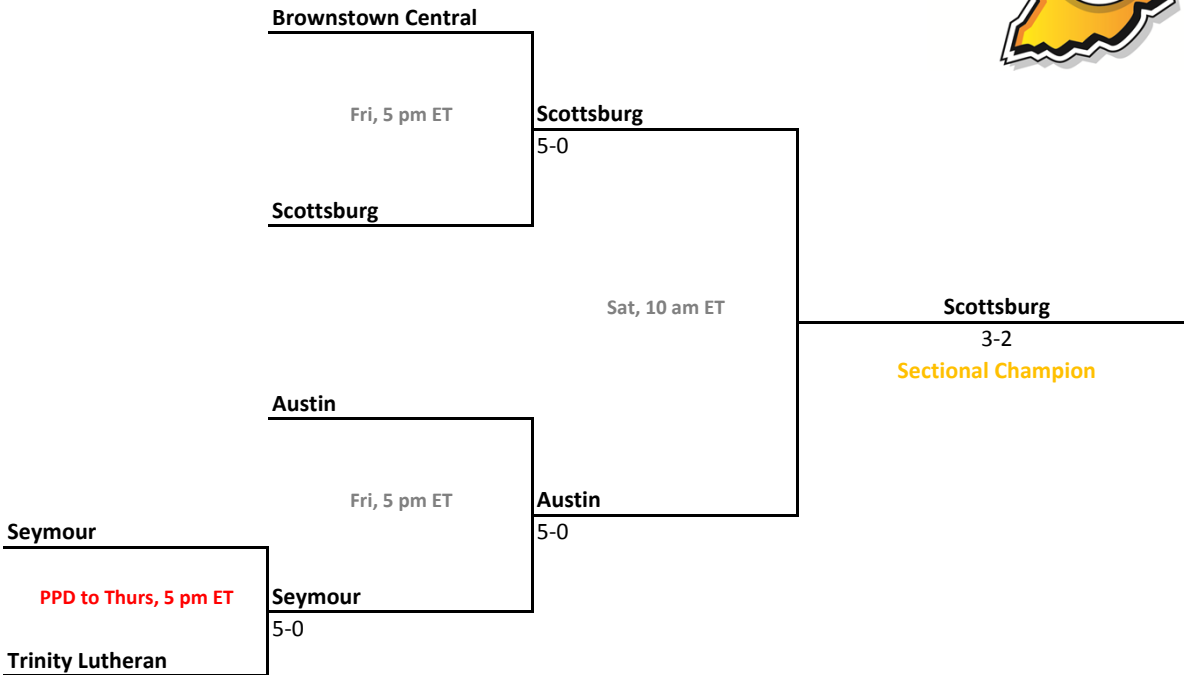 Brownstown Central
Fri, 5 pm ET
Scottsburg
5-0
Scottsburg
Sat, 10 am ET
Scottsburg
3-2
Sectional Champion
Austin
Fri, 5 pm ET
Austin
5-0
Seymour
PPD to Thurs, 5 pm ET
Seymour
5-0
Trinity Lutheran